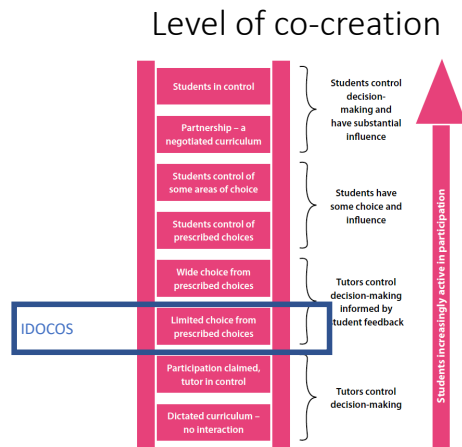 Level of co-creation
Students in control
Partnership – a
negotiated curriculum
Students control
decision-
making and
have substantial
influence
Students control of
some areas of choice
Students control of
prescribed choices
Students have
some choice and
influence
Wide choice from
prescribed choices
Limited choice from
prescribed choices
Tutors control
decision-making
informed by
student feedback
IDOCOS
Participation claimed,
tutor in control
Dictated curriculum –
no interaction
Tutors control
decision-making
Students increasingly active in participation